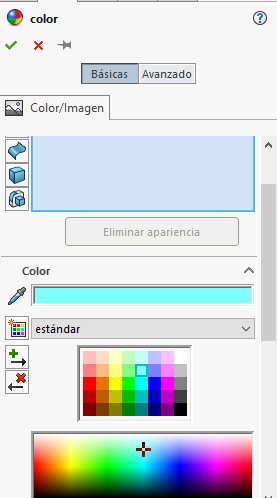 color
Básicas Avanzado
Color/Imagen
Eliminar apariencia
Color
estándar